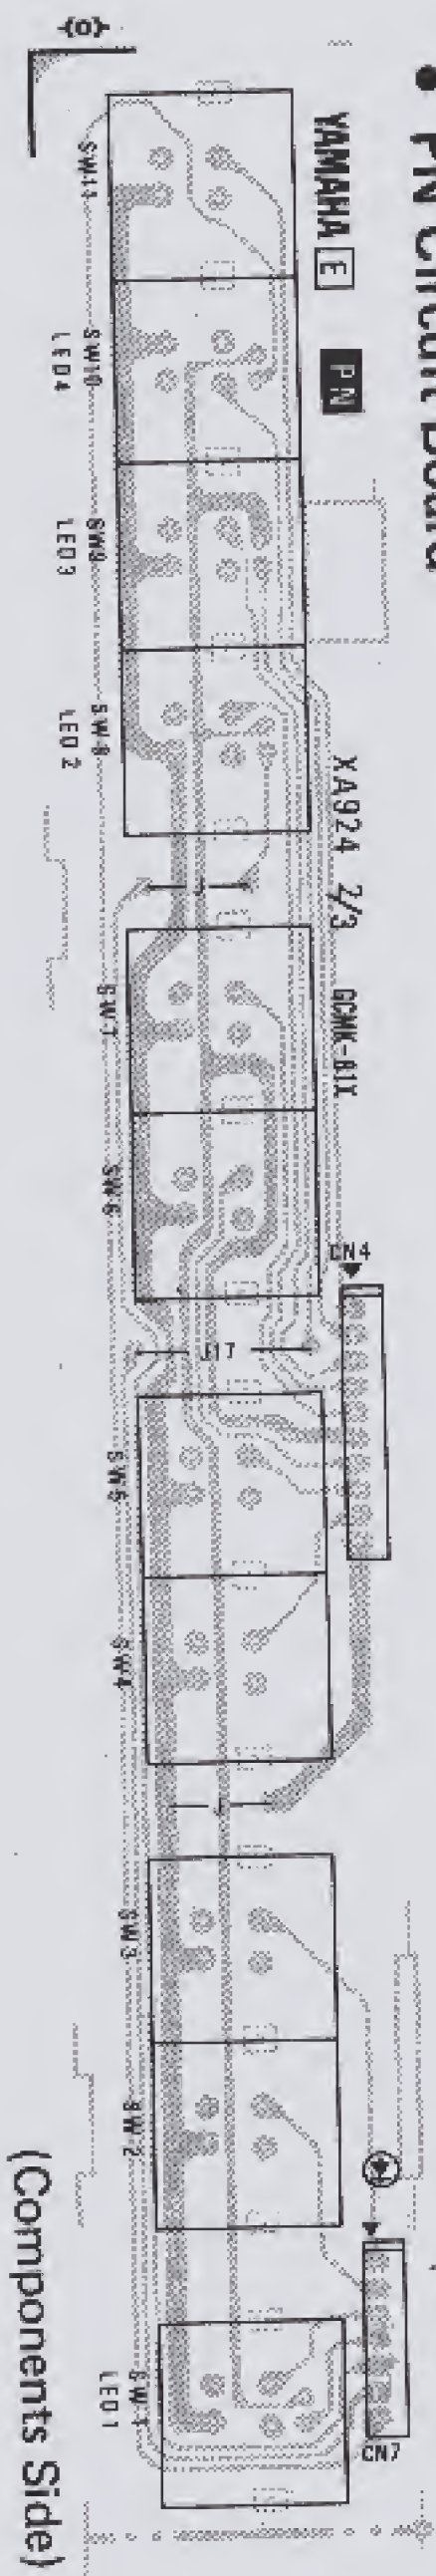 • PN Circuit Board
YAMAHA E PN
XA924 2/3 GCMK-81X
CN4
CN7
J17
J
J
SW11
SW10
LED4
SW9
LED3
SW8
LED2
SW7
SW6
SW5
SW4
SW3
SW2
SW1
LED1
(Components Side)